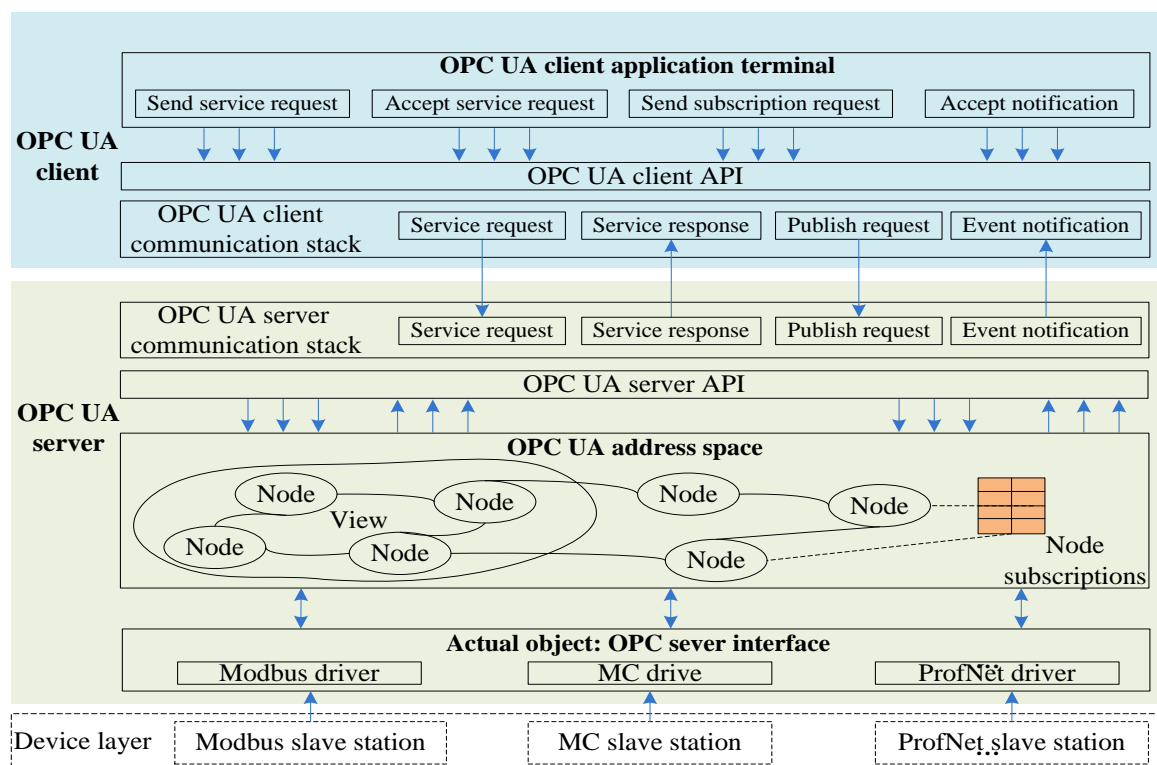 OPC UA client application terminal
Send service request
Accept service request
Send subscription request
Accept notification
OPC UA
client
OPC UA client API
OPC UA client
communication stack
Service request
Service response
Publish request
Event notification
OPC UA server
communication stack
Service request
Service response
Publish request
Event notification
OPC UA server API
OPC UA
server
OPC UA address space
Node
Node
Node
Node
View
Node
Node
Node
Node
subscriptions
Actual object: OPC sever interface
Modbus driver
MC drive
ProfNet driver
...
Device layer
Modbus slave station
MC slave station
ProfNet slave station
...